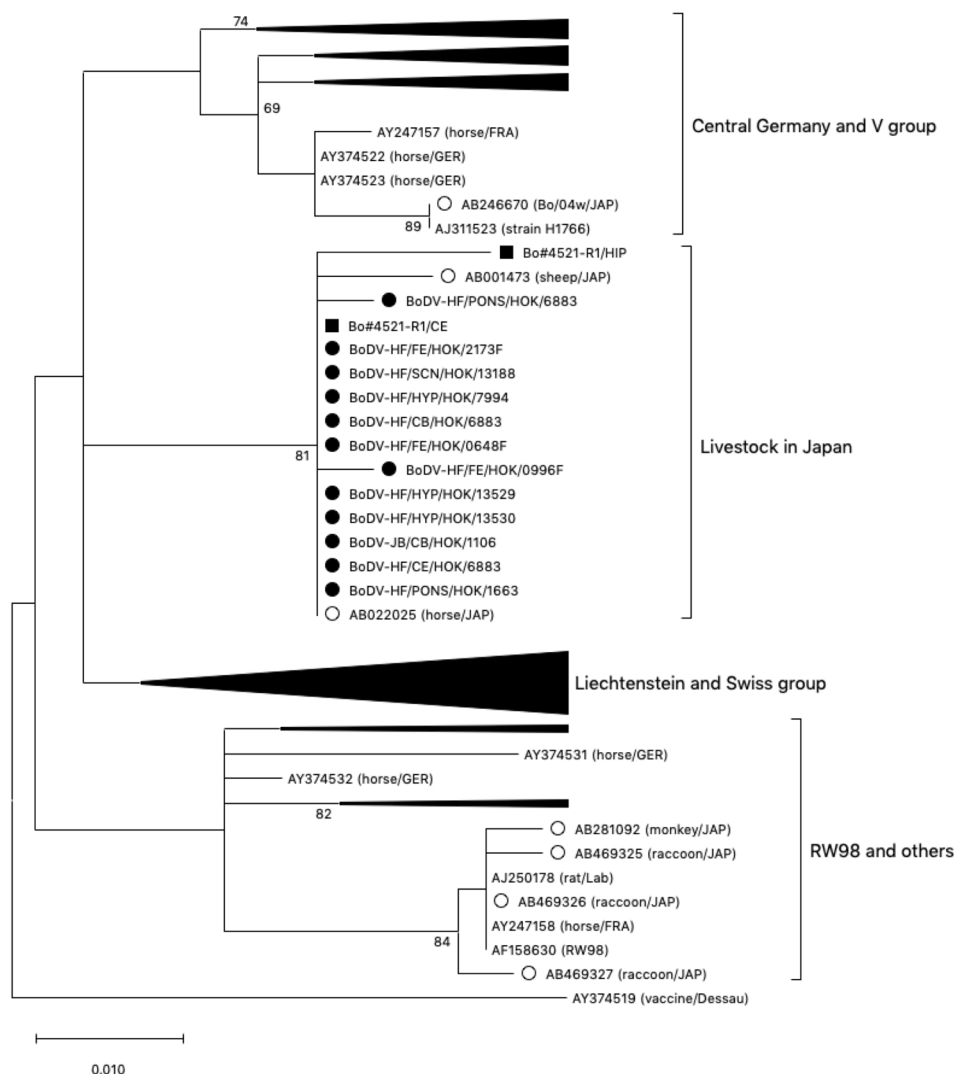 74
69
Central Germany and V group
AY247157 (horse/FRA)
AY374522 (horse/GER)
AY374523 (horse/GER)
AB246670 (Bo/04w/JAP)
89
AJ311523 (strain H1766)
Bo#4521-R1/HIP
AB001473 (sheep/JAP)
BoDV-HF/PONS/HOK/6883
Bo#4521-R1/CE
BoDV-HF/FE/HOK/2173F
BoDV-HF/SCN/HOK/13188
BoDV-HF/HYP/HOK/7994
BoDV-HF/CB/HOK/6883
BoDV-HF/FE/HOK/0648F
Livestock in Japan
81
BoDV-HF/FE/HOK/0996F
BoDV-HF/HYP/HOK/13529
BoDV-HF/HYP/HOK/13530
BoDV-JB/CB/HOK/1106
BoDV-HF/CE/HOK/6883
BoDV-HF/PONS/HOK/1663
AB022025 (horse/JAP)
Liechtenstein and Swiss group
AY374531 (horse/GER)
AY374532 (horse/GER)
82
AB281092 (monkey/JAP)
AB469325 (raccoon/JAP)
RW98 and others
AJ250178 (rat/Lab)
AB469326 (raccoon/JAP)
AY247158 (horse/FRA)
84
AF158630 (RW98)
AB469327 (raccoon/JAP)
AY374519 (vaccine/Dessau)
0.010